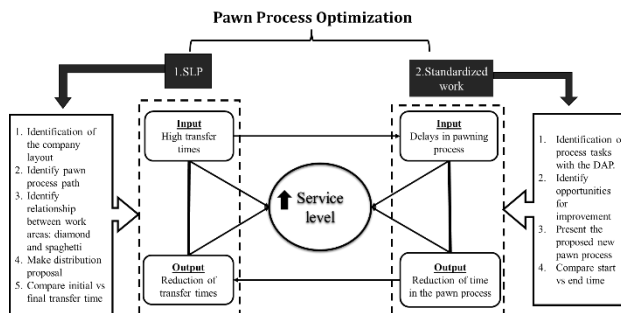 Pawn Process Optimization
1.SLP
2.Standardized
work
1. Identification of
the company
layout
2. Identify pawn
process path
3. Identify
relationship
between work
areas: diamond
and spaghetti
4. Make distribution
proposal
5. Compare initial vs
final transfer time
Input
High transfer
times
Output
Reduction of
transfer times
Service
level
Input
Delays in pawning
process
Output
Reduction of time
in the pawn process
1. Identification o
process tasks
with the DAP.
2. Identify
opportunities
for
improvement
3. Present the
proposed new
pawn process
4. Compare start vs
end time